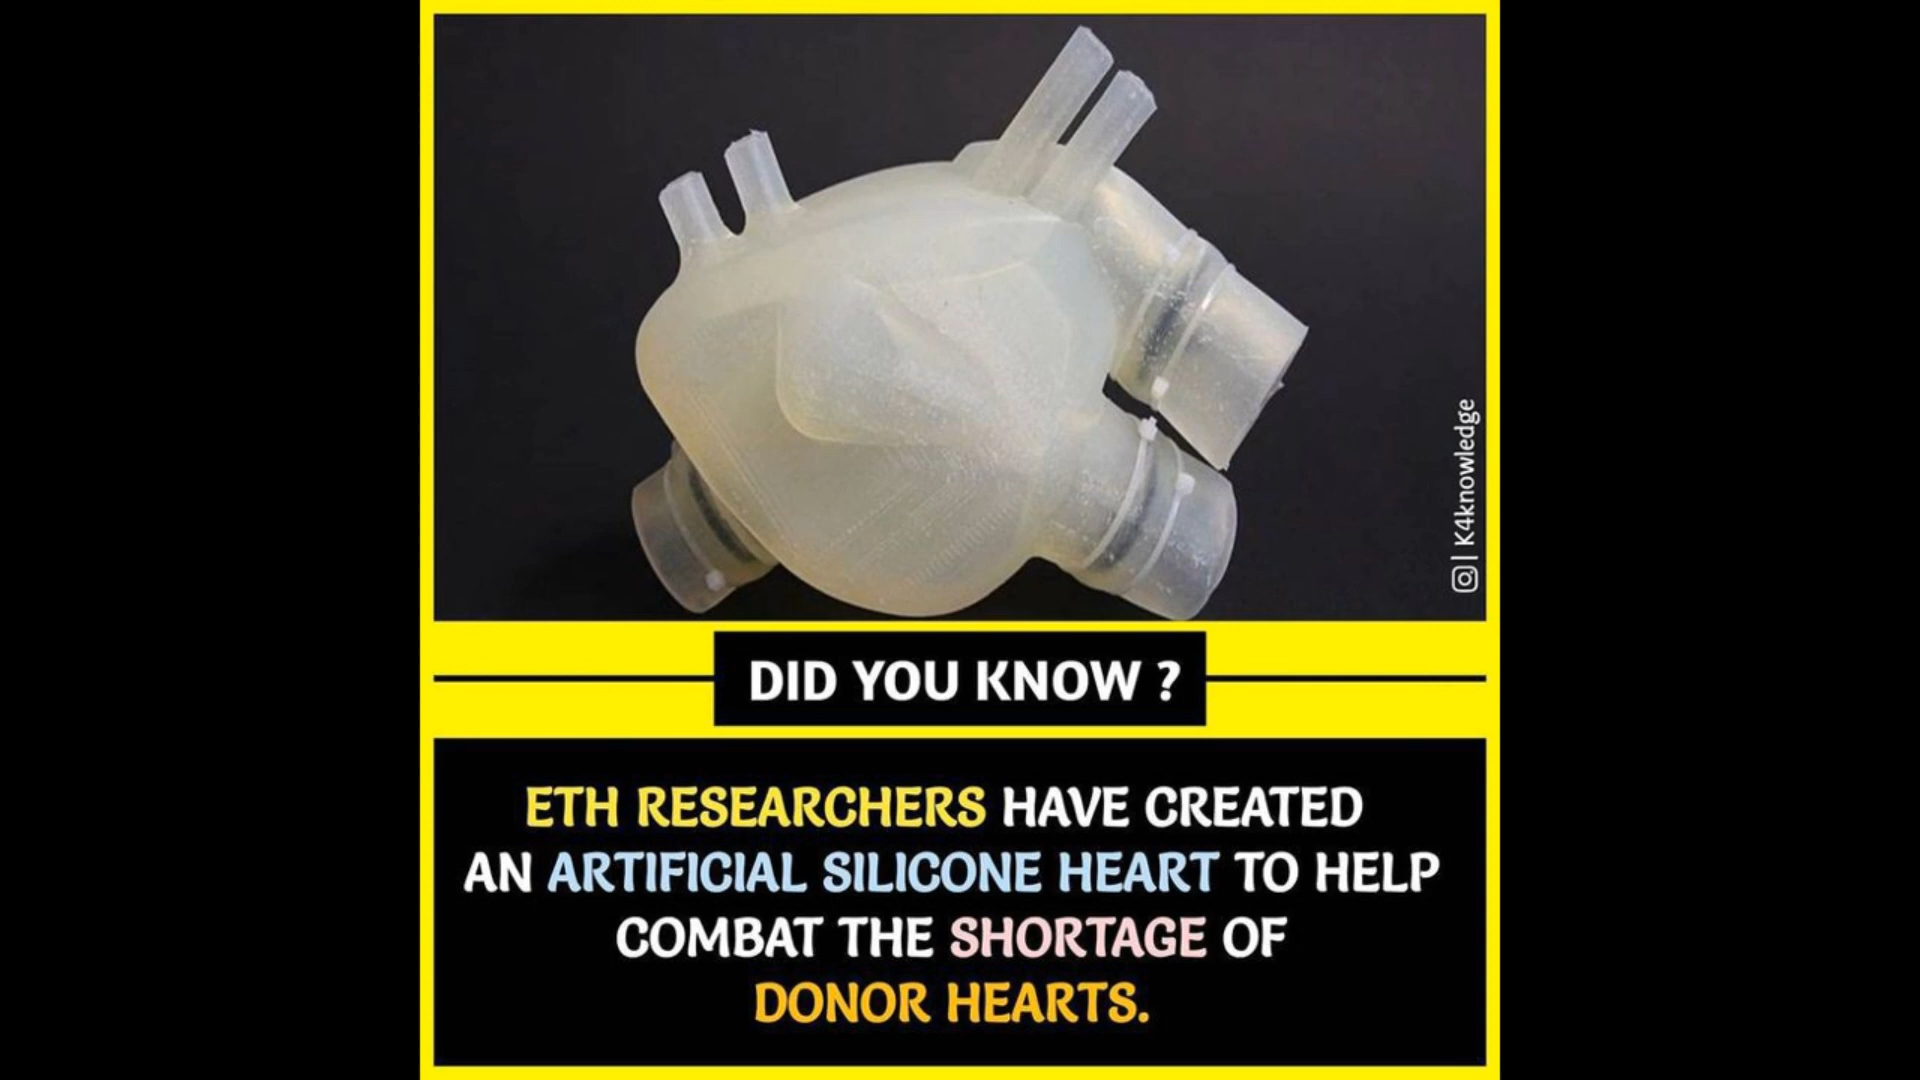 K4knowledge
DID YOU KNOW ?
ETH RESEARCHERS HAVE CREATED
AN ARTIFICIAL SILICONE HEART TO HELP
COMBAT THE SHORTAGE OF
DONOR HEARTS.